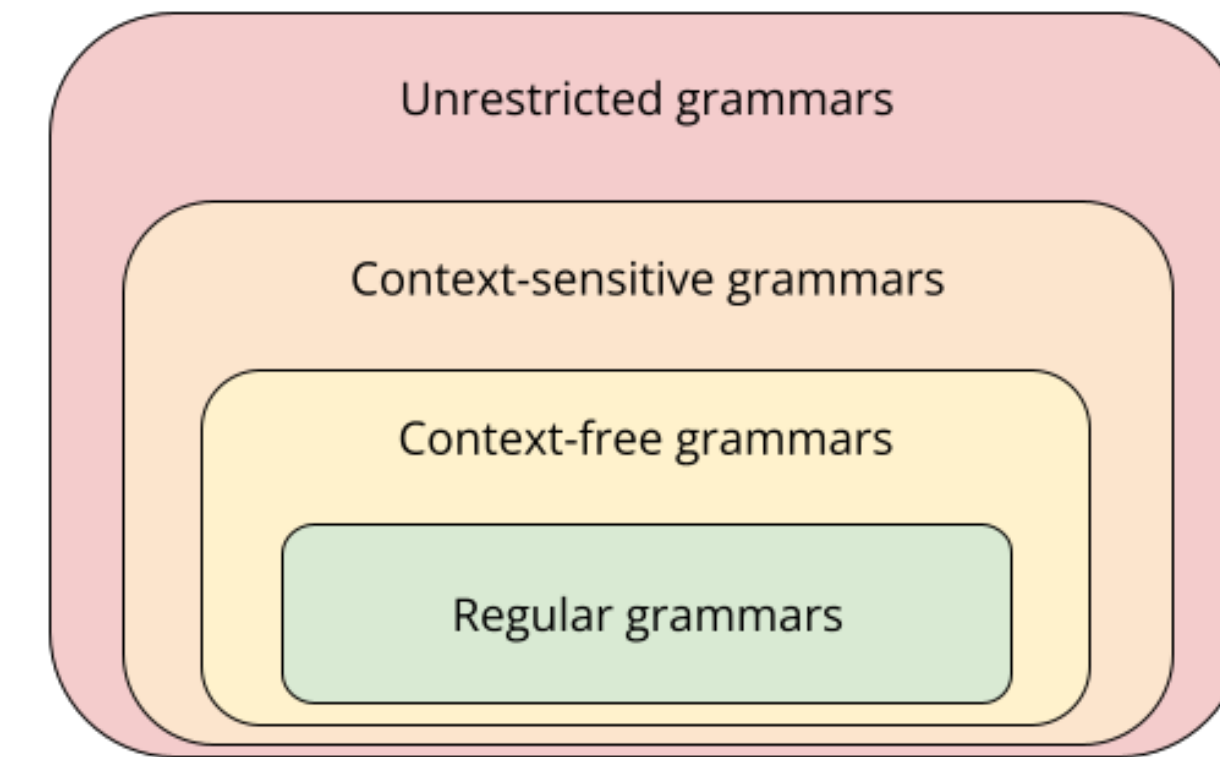 Unrestricted grammars
Context-sensitive grammars
Context-free grammars
Regular grammars